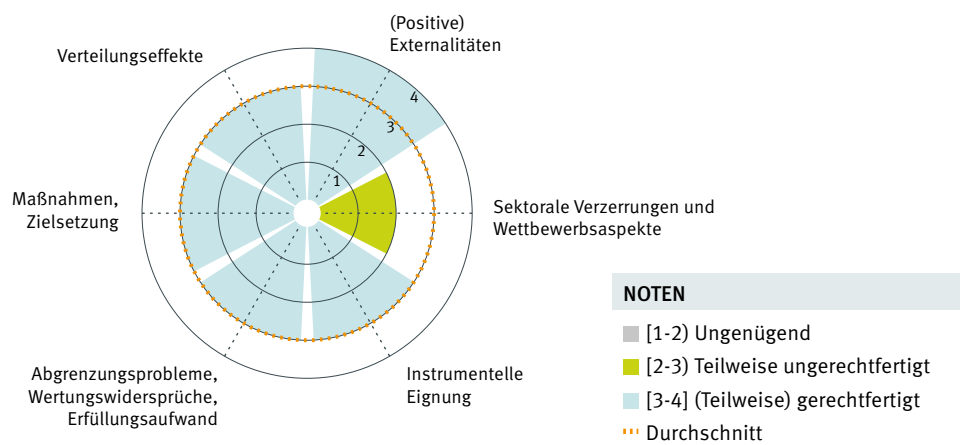 (Positive)
Externalitäten
Verteilungseffekte
4
3
2
1
Maßnahmen,
Zielsetzung
Sektorale Verzerrungen und
Wettbewerbsaspekte
Abgrenzungsprobleme,
Wertungswidersprüche,
Erfüllungsaufwand
Instrumentelle
Eignung
NOTEN
[1-2) Ungenügend
[2-3) Teilweise ungerechtfertigt
[3-4] (Teilweise) gerechtfertigt
Durchschnitt